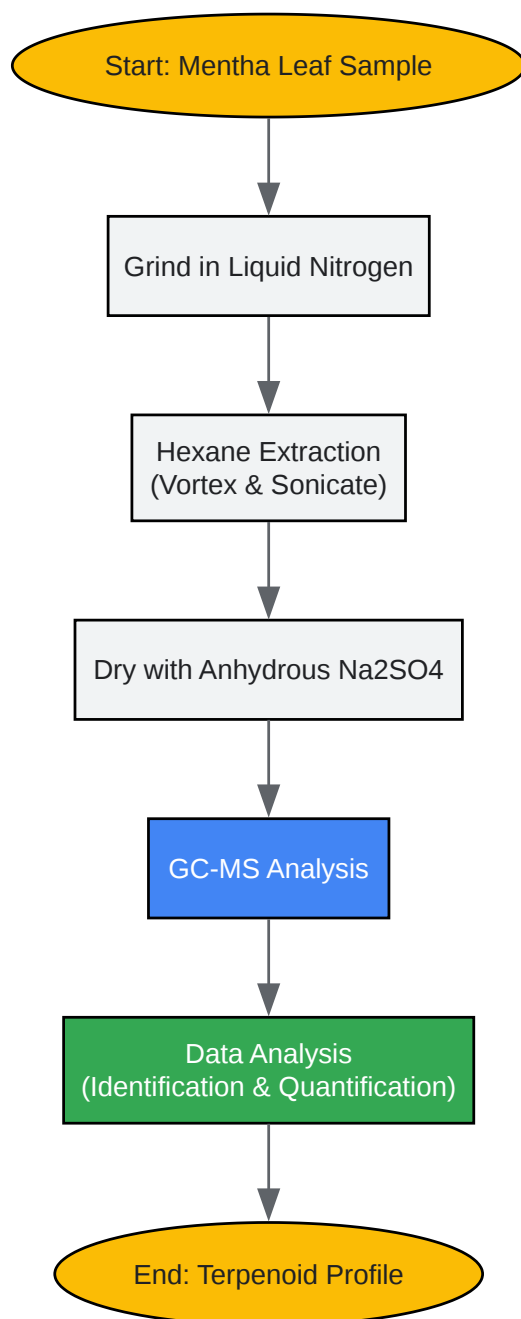 Start: Mentha Leaf Sample
Grind in Liquid Nitrogen
Hexane Extraction
(Vortex & Sonicate)
Dry with Anhydrous Na2SO4
GC-MS Analysis
Data Analysis
(Identification & Quantification)
End: Terpenoid Profile